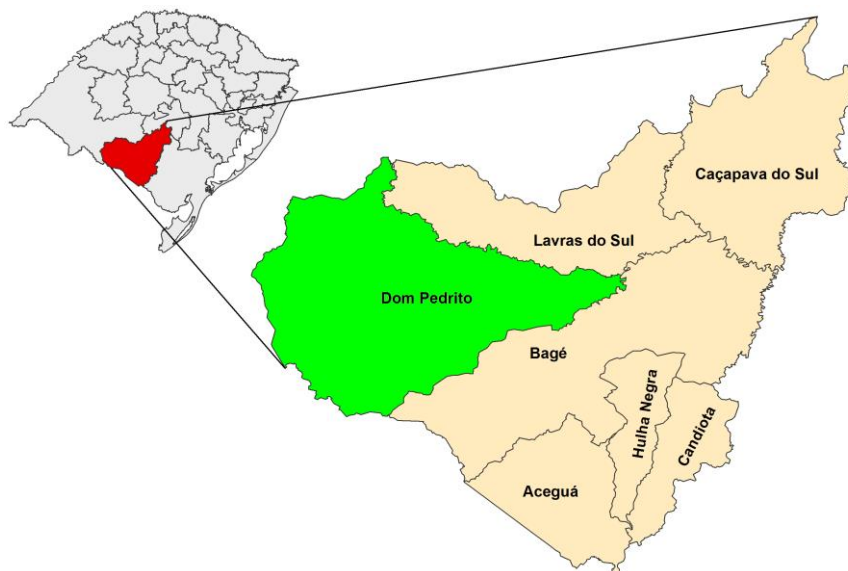 Caçapava do Sul
Lavras do Sul
Dom Pedrito
Bagé
Hulha Negra
Candiota
Aceguá